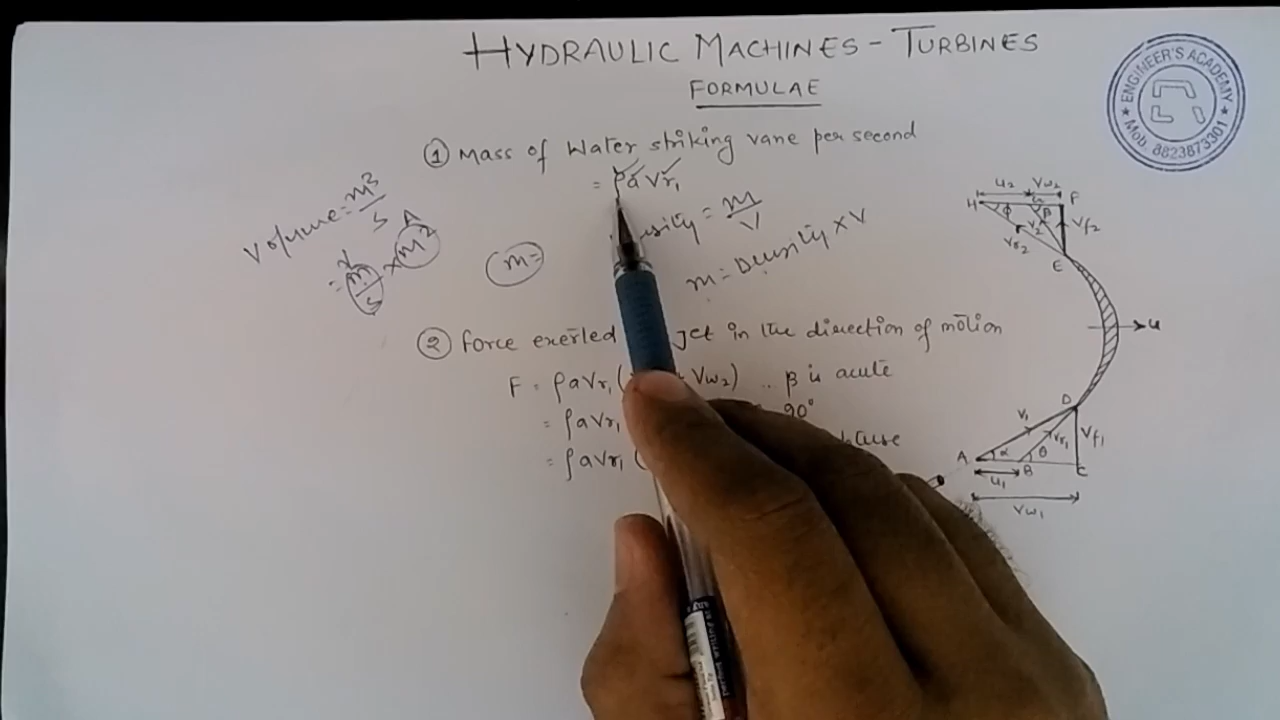 HYDRAULIC MACHINES - TURBINES
FORMULAE
ENGINEER'S ACADEMY
Mob. 8823873301
① Mass of Water striking vane per second
= ρaVr₁
Volume = m³/s
= m/s × m²
V A
m=
= m/V
m = Density × V
② Force exerted jet in the direction of motion
F = ρaVr₁( Vw₂) .. β is acute
= ρaVr₁ 90°
= ρaVr₁ (
H u₂ Vw₂ F
φ β V₂ Vf₂
Vr₂
E
u
D
V₁ Vr₁ Vf₁
A α θ
u₁ B C
Vw₁